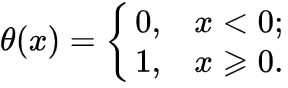 θ(x) = { 0, x < 0;
1, x ⩾ 0.